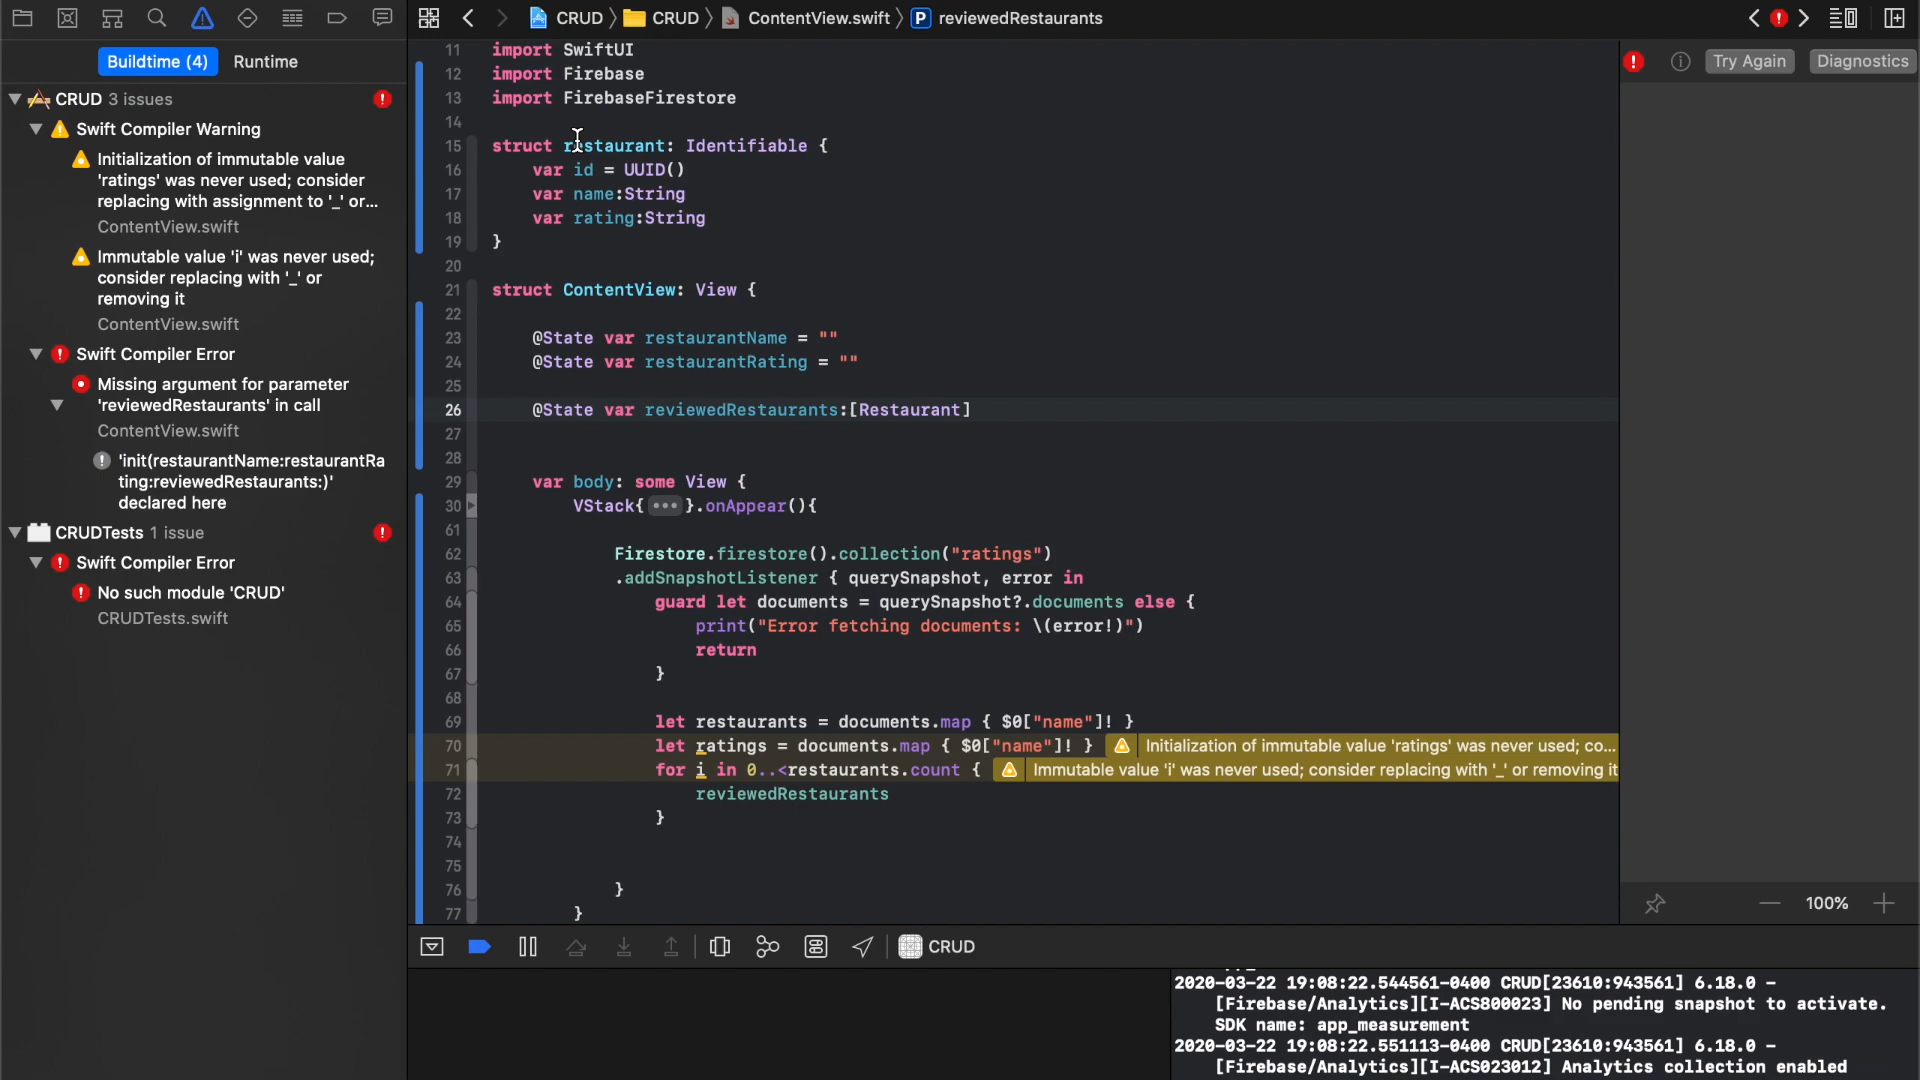 CRUD
CRUD
ContentView.swift
P
reviewedRestaurants
Buildtime (4)
Runtime
Try Again
Diagnostics
CRUD 3 issues
Swift Compiler Warning
Initialization of immutable value
'ratings' was never used; consider
replacing with assignment to '_' or...
ContentView.swift
Immutable value 'i' was never used;
consider replacing with '_' or
removing it
ContentView.swift
Swift Compiler Error
Missing argument for parameter
'reviewedRestaurants' in call
ContentView.swift
'init(restaurantName:restaurantRa
ting:reviewedRestaurants:)'
declared here
CRUDTests 1 issue
Swift Compiler Error
No such module 'CRUD'
CRUDTests.swift
11 import SwiftUI
12 import Firebase
13 import FirebaseFirestore
14
15 struct restaurant: Identifiable {
16 var id = UUID()
17 var name:String
18 var rating:String
19 }
20
21 struct ContentView: View {
22
23 @State var restaurantName = ""
24 @State var restaurantRating = ""
25
26 @State var reviewedRestaurants:[Restaurant]
27
28
29 var body: some View {
30 VStack{ ••• }.onAppear(){
61
62 Firestore.firestore().collection("ratings")
63 .addSnapshotListener { querySnapshot, error in
64 guard let documents = querySnapshot?.documents else {
65 print("Error fetching documents: \(error!)")
66 return
67 }
68
69 let restaurants = documents.map { $0["name"]! }
70 let ratings = documents.map { $0["name"]! } Initialization of immutable value 'ratings' was never used; co...
71 for i in 0..<restaurants.count { Immutable value 'i' was never used; consider replacing with '_' or removing it
72 reviewedRestaurants
73 }
74
75
76 }
77 }
100%
CRUD
2020-03-22 19:08:22.544561-0400 CRUD[23610:943561] 6.18.0 -
[Firebase/Analytics][I-ACS800023] No pending snapshot to activate.
SDK name: app_measurement
2020-03-22 19:08:22.551113-0400 CRUD[23610:943561] 6.18.0 -
[Firebase/Analytics][I-ACS023012] Analytics collection enabled